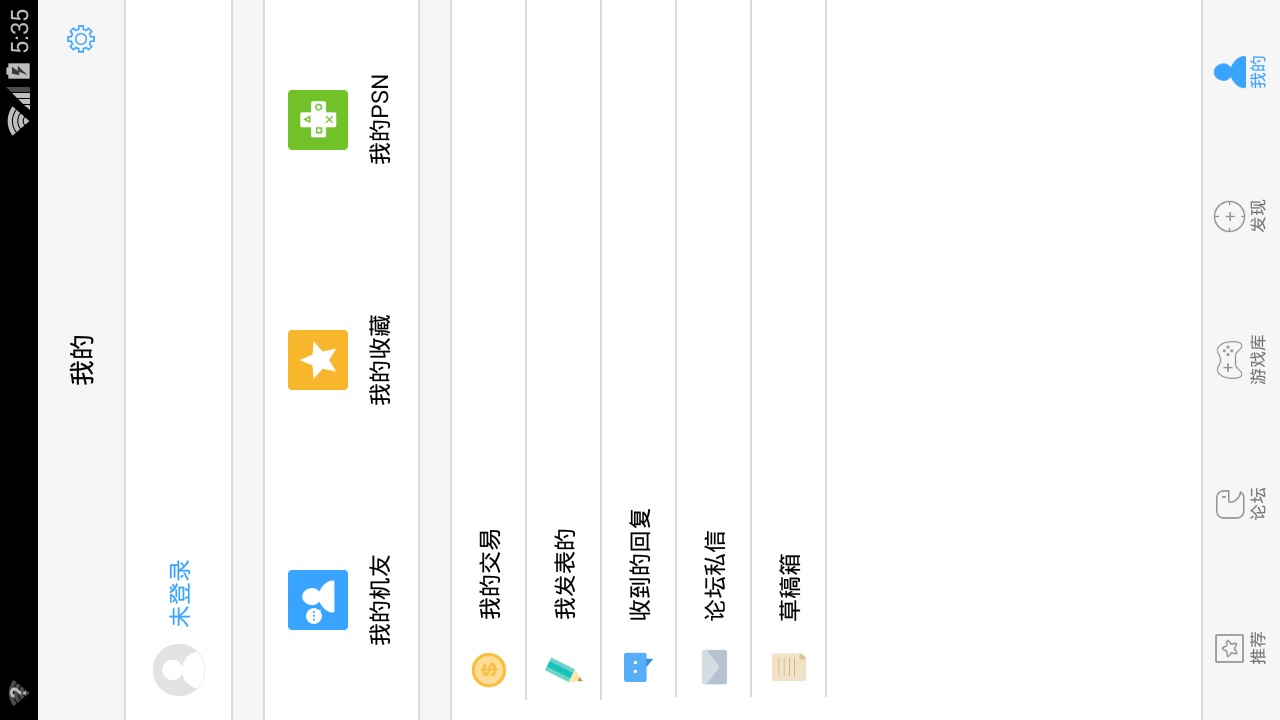 5:35
我的
未登录
我的机友
我的收藏
我的PSN
我的交易
我发表的
收到的回复
论坛私信
草稿箱
推荐
论坛
游戏库
发现
我的